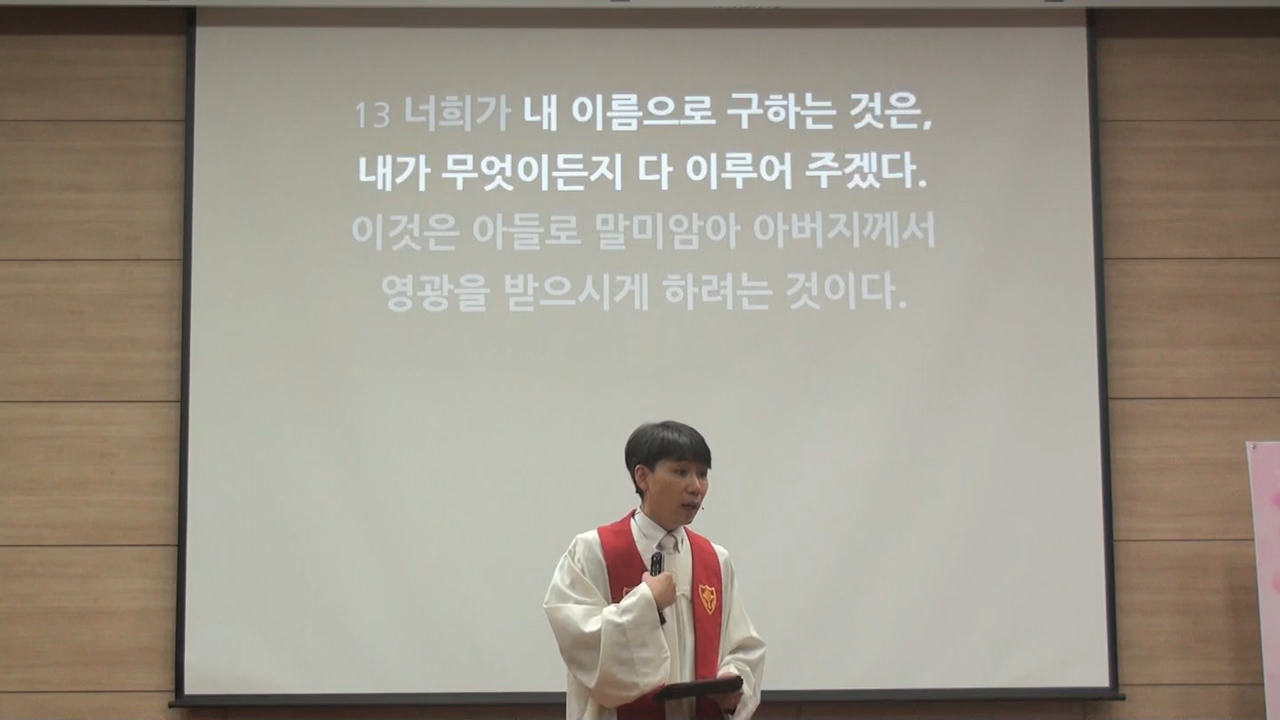 13 너희가 내 이름으로 구하는 것은,
내가 무엇이든지 다 이루어 주겠다.
이것은 아들로 말미암아 아버지께서
영광을 받으시게 하려는 것이다.